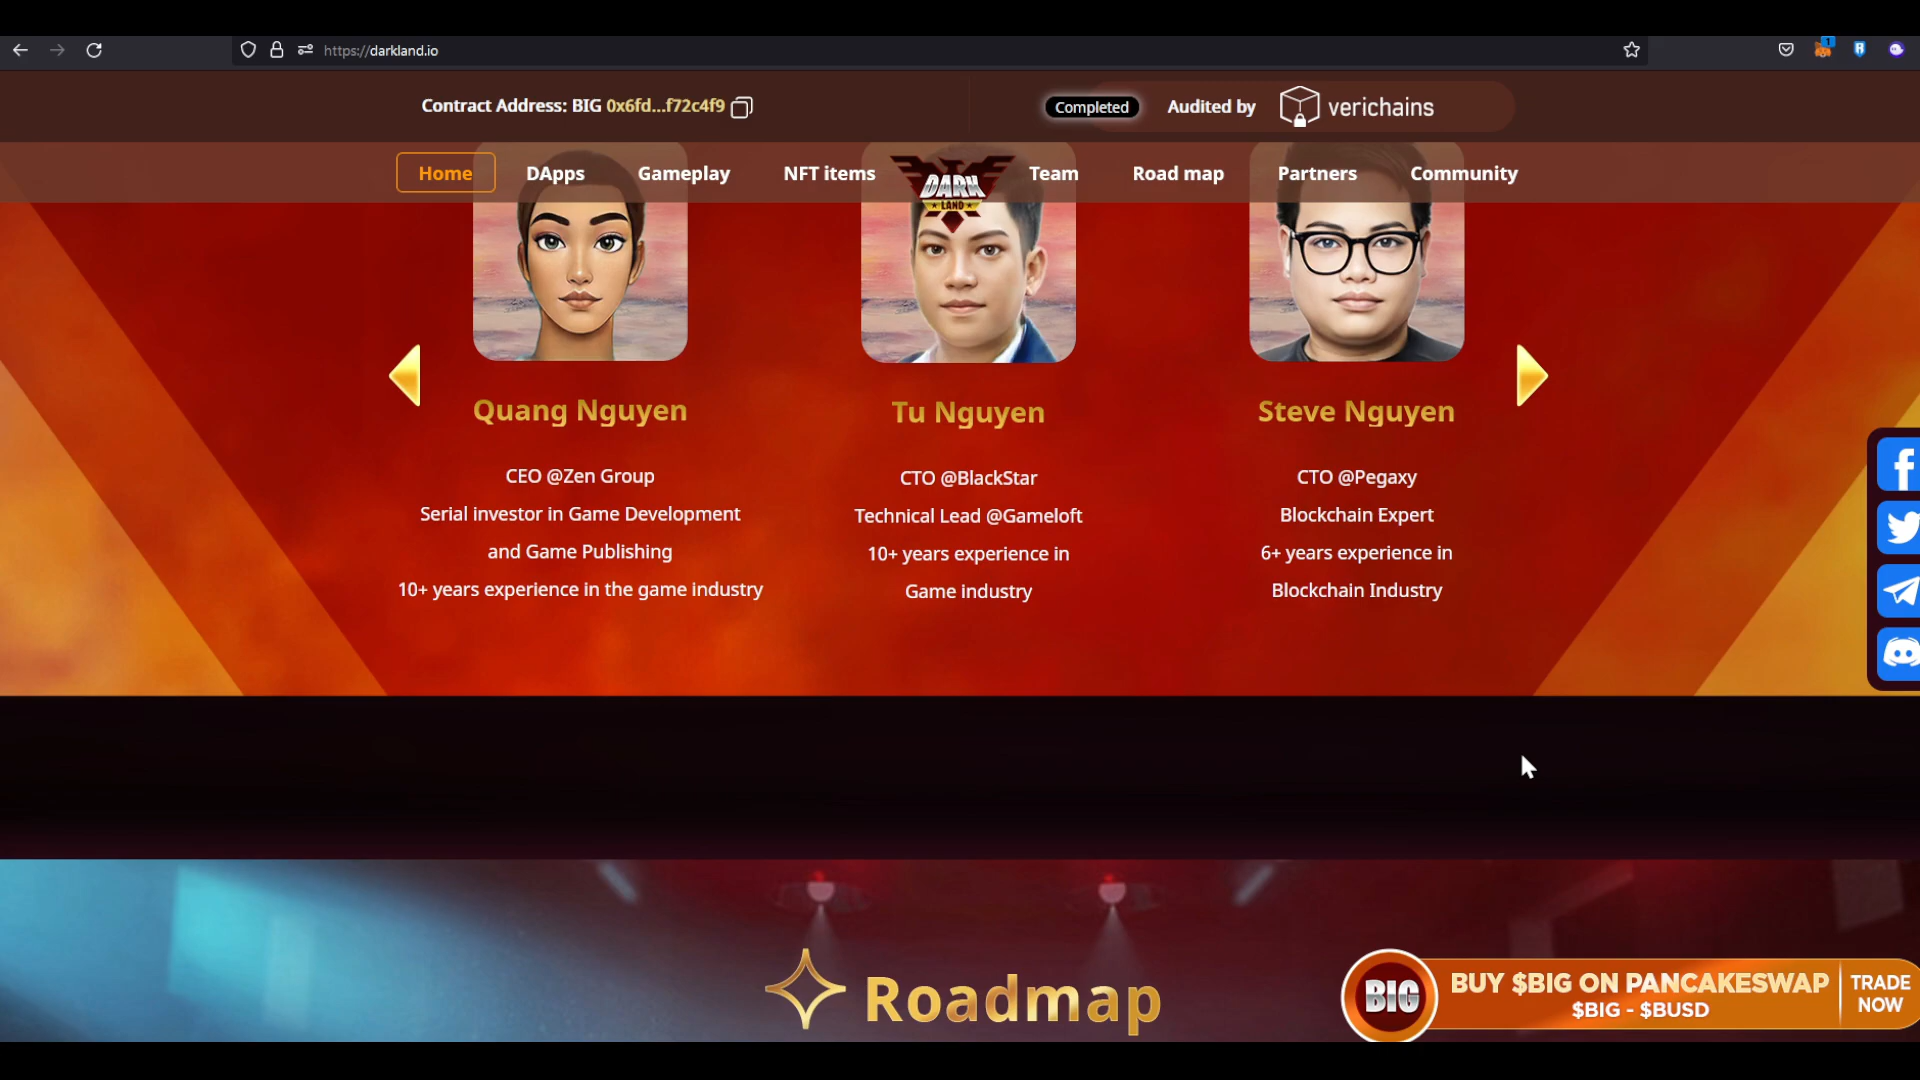 https://darkland.io
Contract Address: BIG 0x6fd...f72c4f9
Completed
Audited by
verichains
Home
DApps
Gameplay
NFT items
DARK
LAND
Team
Road map
Partners
Community
Quang Nguyen
CEO @Zen Group
Serial investor in Game Development
and Game Publishing
10+ years experience in the game industry
Tu Nguyen
CTO @BlackStar
Technical Lead @Gameloft
10+ years experience in
Game industry
Steve Nguyen
CTO @Pegaxy
Blockchain Expert
6+ years experience in
Blockchain Industry
Roadmap
BIG
BUY $BIG ON PANCAKESWAP
$BIG - $BUSD
TRADE
NOW
1